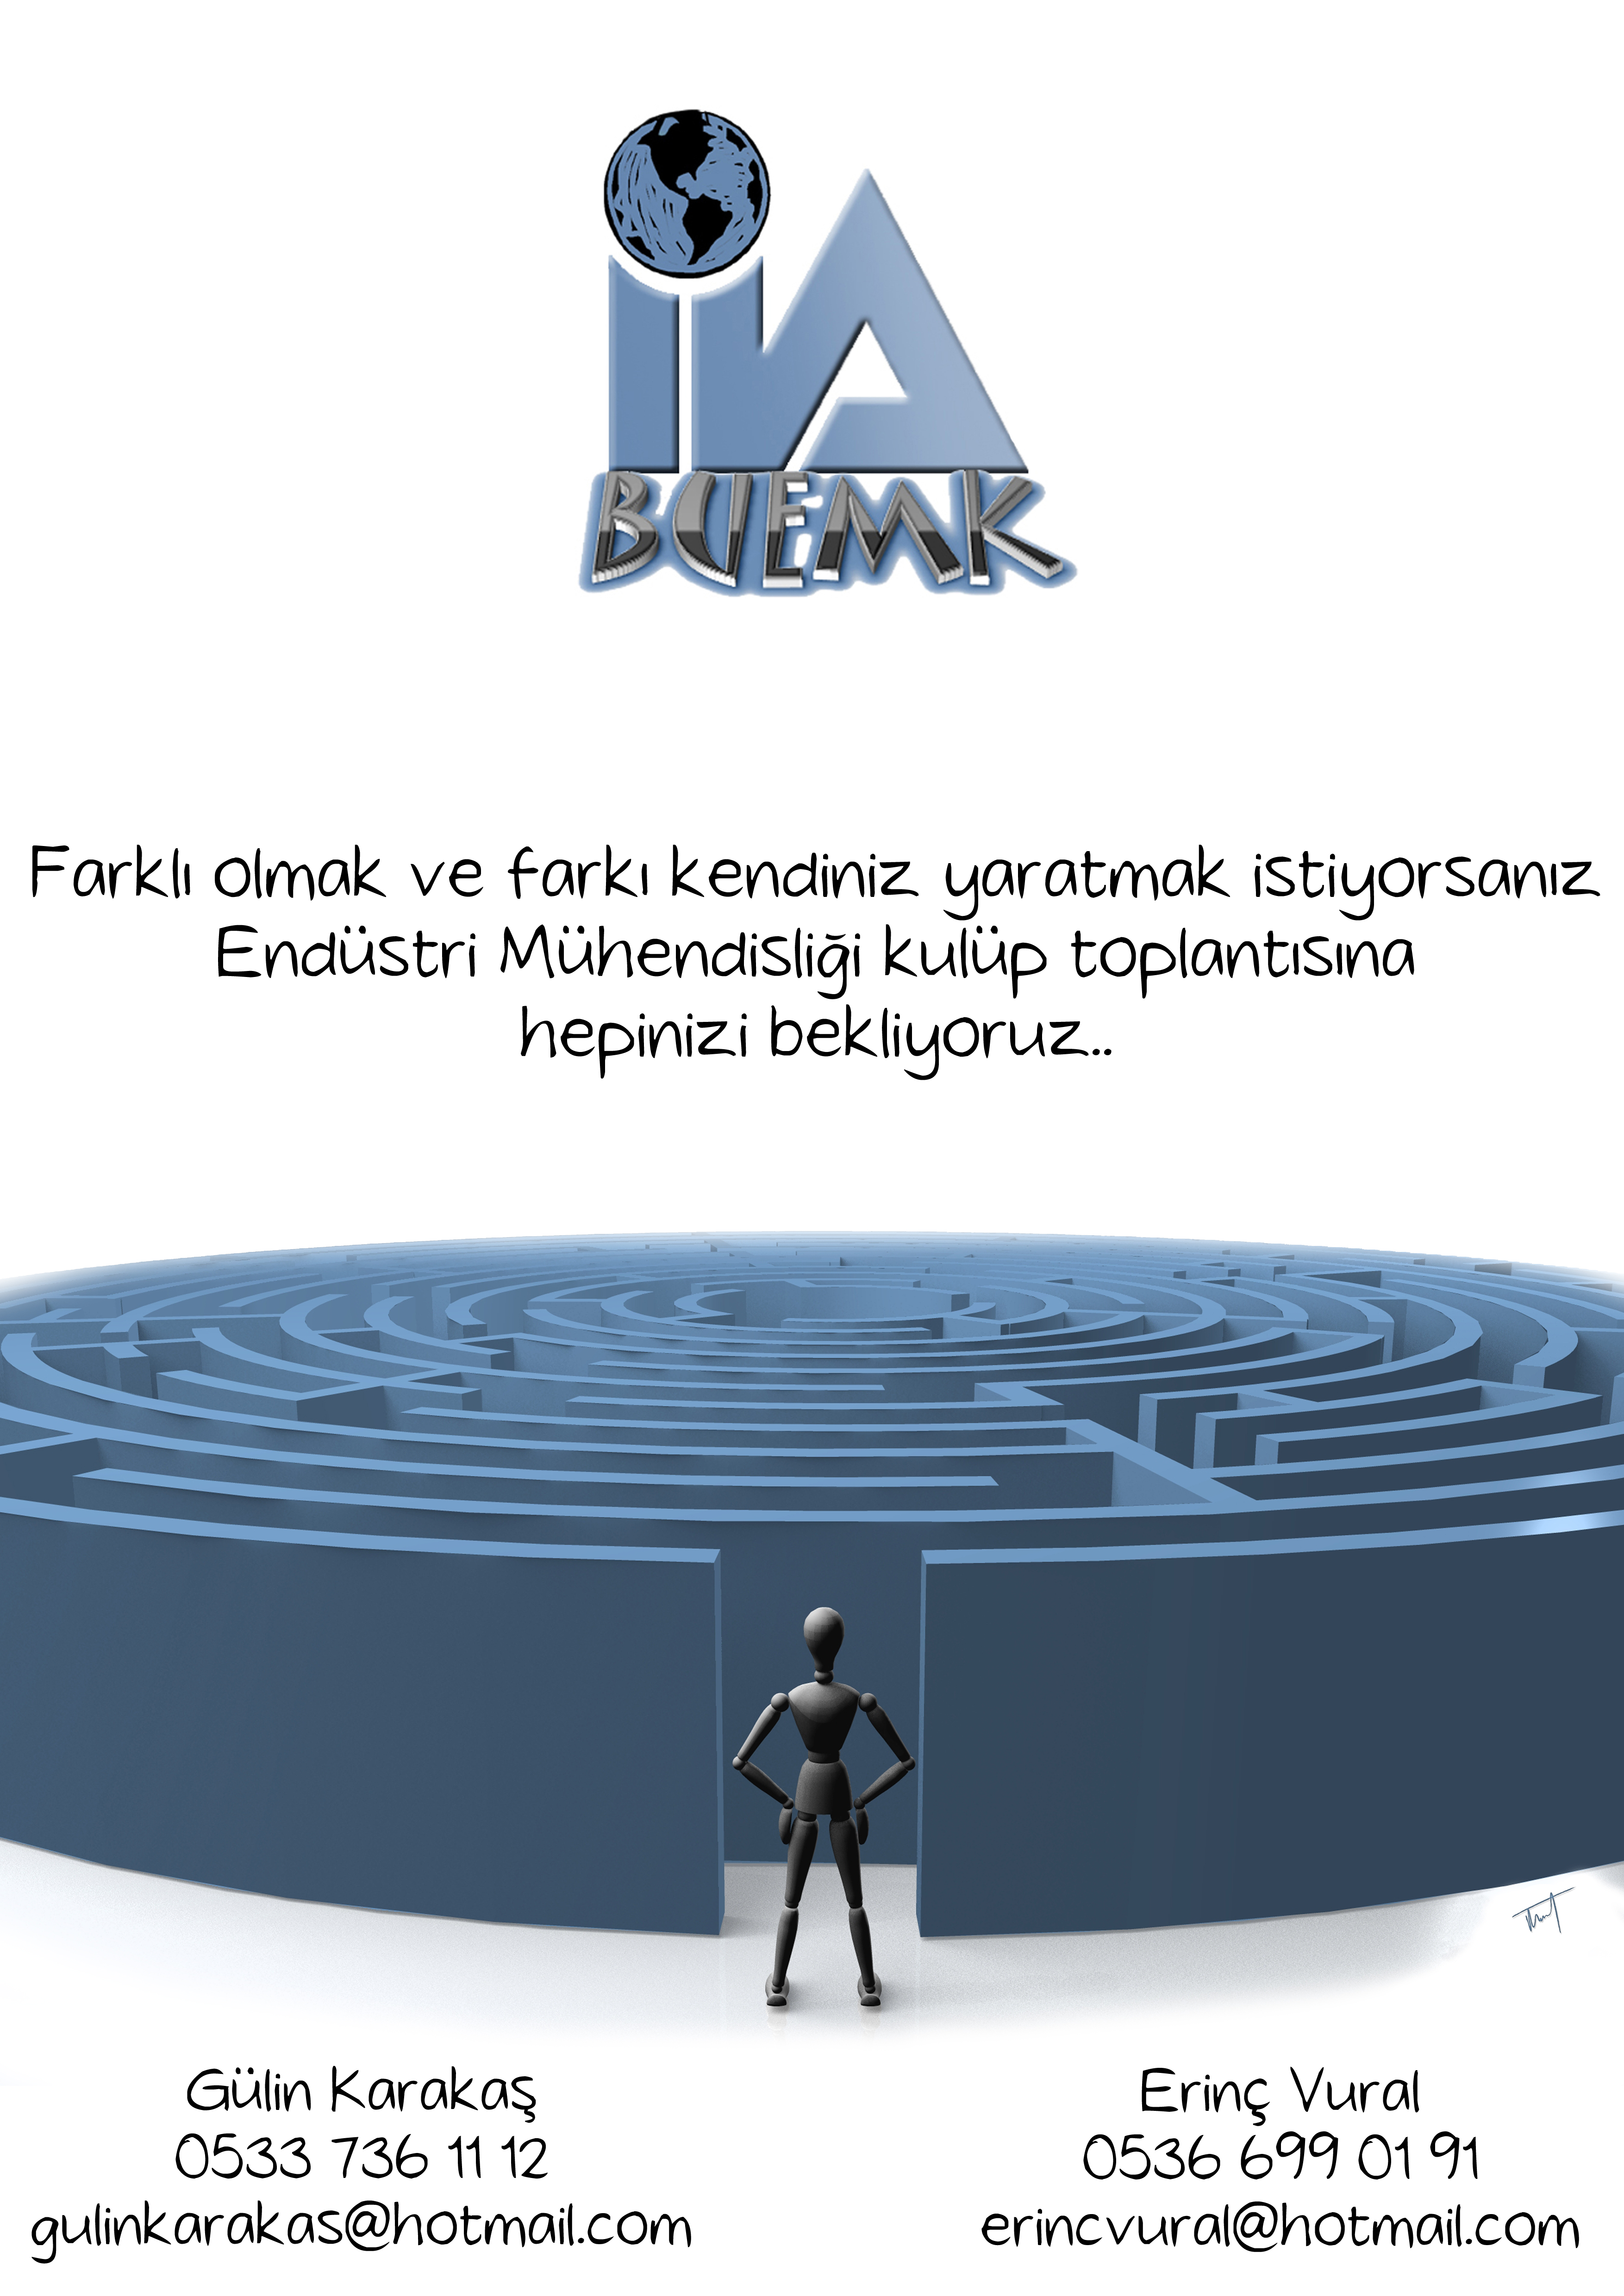 BUEMK
Farklı olmak ve farkı kendiniz yaratmak istiyorsanız
Endüstri Mühendisliği kulüp toplantısına
hepinizi bekliyoruz..
Gülin Karakaş
0533 736 11 12
gulinkarakas@hotmail.com
Erinç Vural
0536 699 01 91
erincvural@hotmail.com